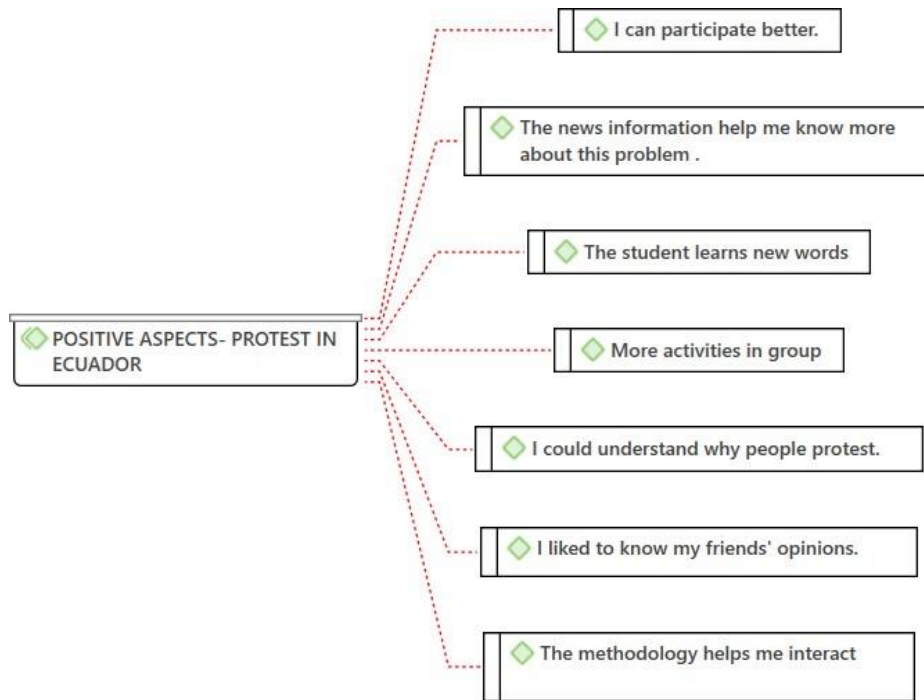 I can participate better.
The news information help me know more
about this problem .
The student learns new words
POSITIVE ASPECTS- PROTEST IN
ECUADOR
More activities in group
I could understand why people protest.
I liked to know my friends' opinions.
The methodology helps me interact